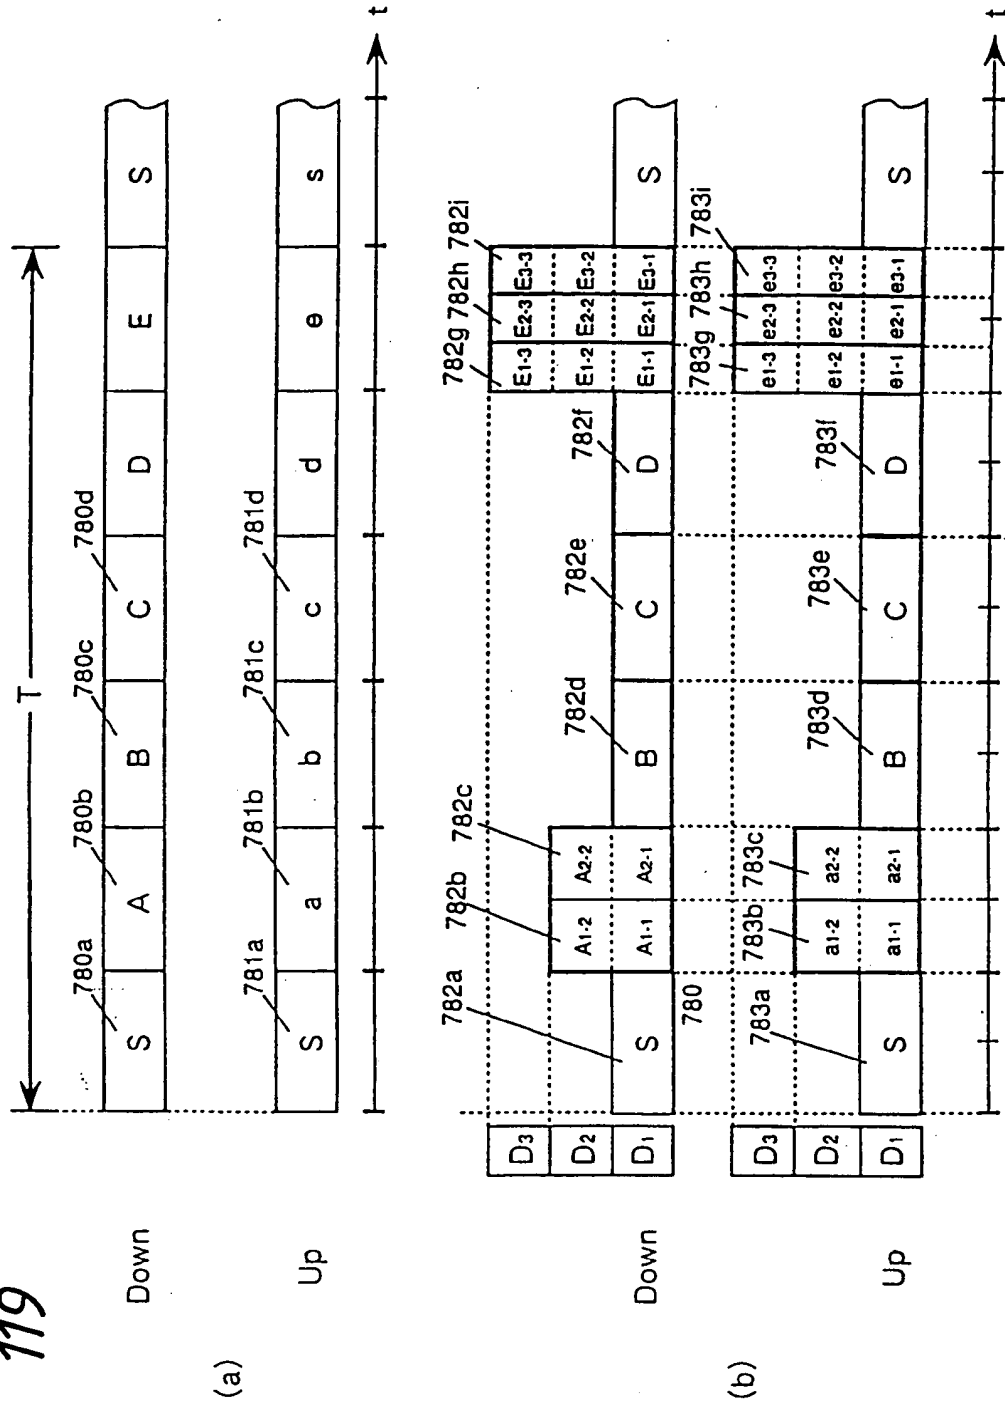 119
(a)
T
Down
780a 780b 780c 780d
S A B C D E S
Up
781a 781b 781c 781d
S a b c d e s
t
(b)
782a 782b 782c 782d 782e 782f 782g 782h 782i
Down
D3 E1-3 E2-3 E3-3
D2 A1-2 A2-2 E1-2 E2-2 E3-2
D1 S A1-1 A2-1 B C D E1-1 E2-1 E3-1 S
780
783a 783b 783c 783d 783e 783f 783g 783h 783i
Up
D3 e1-3 e2-3 e3-3
D2 a1-2 a2-2 e1-2 e2-2 e3-2
D1 S a1-1 a2-1 B C D e1-1 e2-1 e3-1 S
t